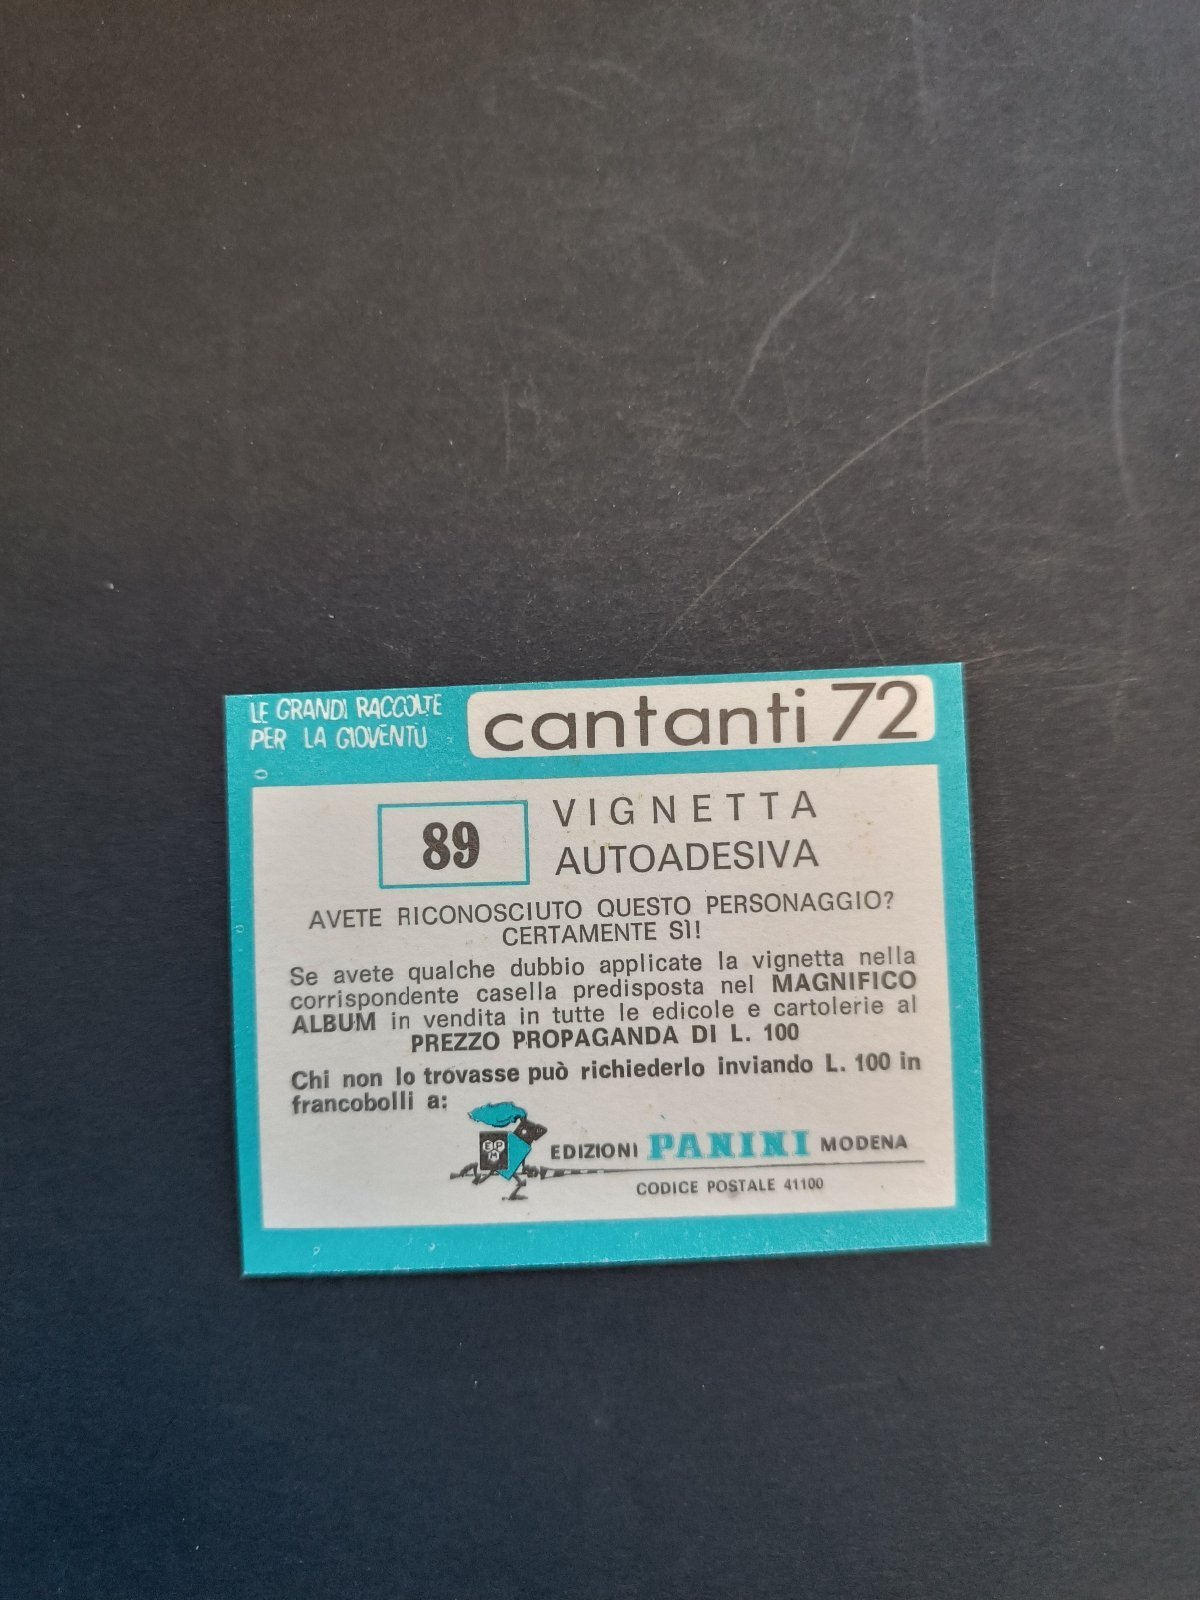 LE GRANDI RACCOLTE
PER LA GIOVENTÙ
cantanti 72
89
VIGNETTA
AUTOADESIVA
AVETE RICONOSCIUTO QUESTO PERSONAGGIO?
CERTAMENTE SÌ!
Se avete qualche dubbio applicate la vignetta nella
corrispondente casella predisposta nel MAGNIFICO
ALBUM in vendita in tutte le edicole e cartolerie al
PREZZO PROPAGANDA DI L. 100
Chi non lo trovasse può richiederlo inviando L. 100 in
francobolli a:
EPM
EDIZIONI PANINI MODENA
CODICE POSTALE 41100